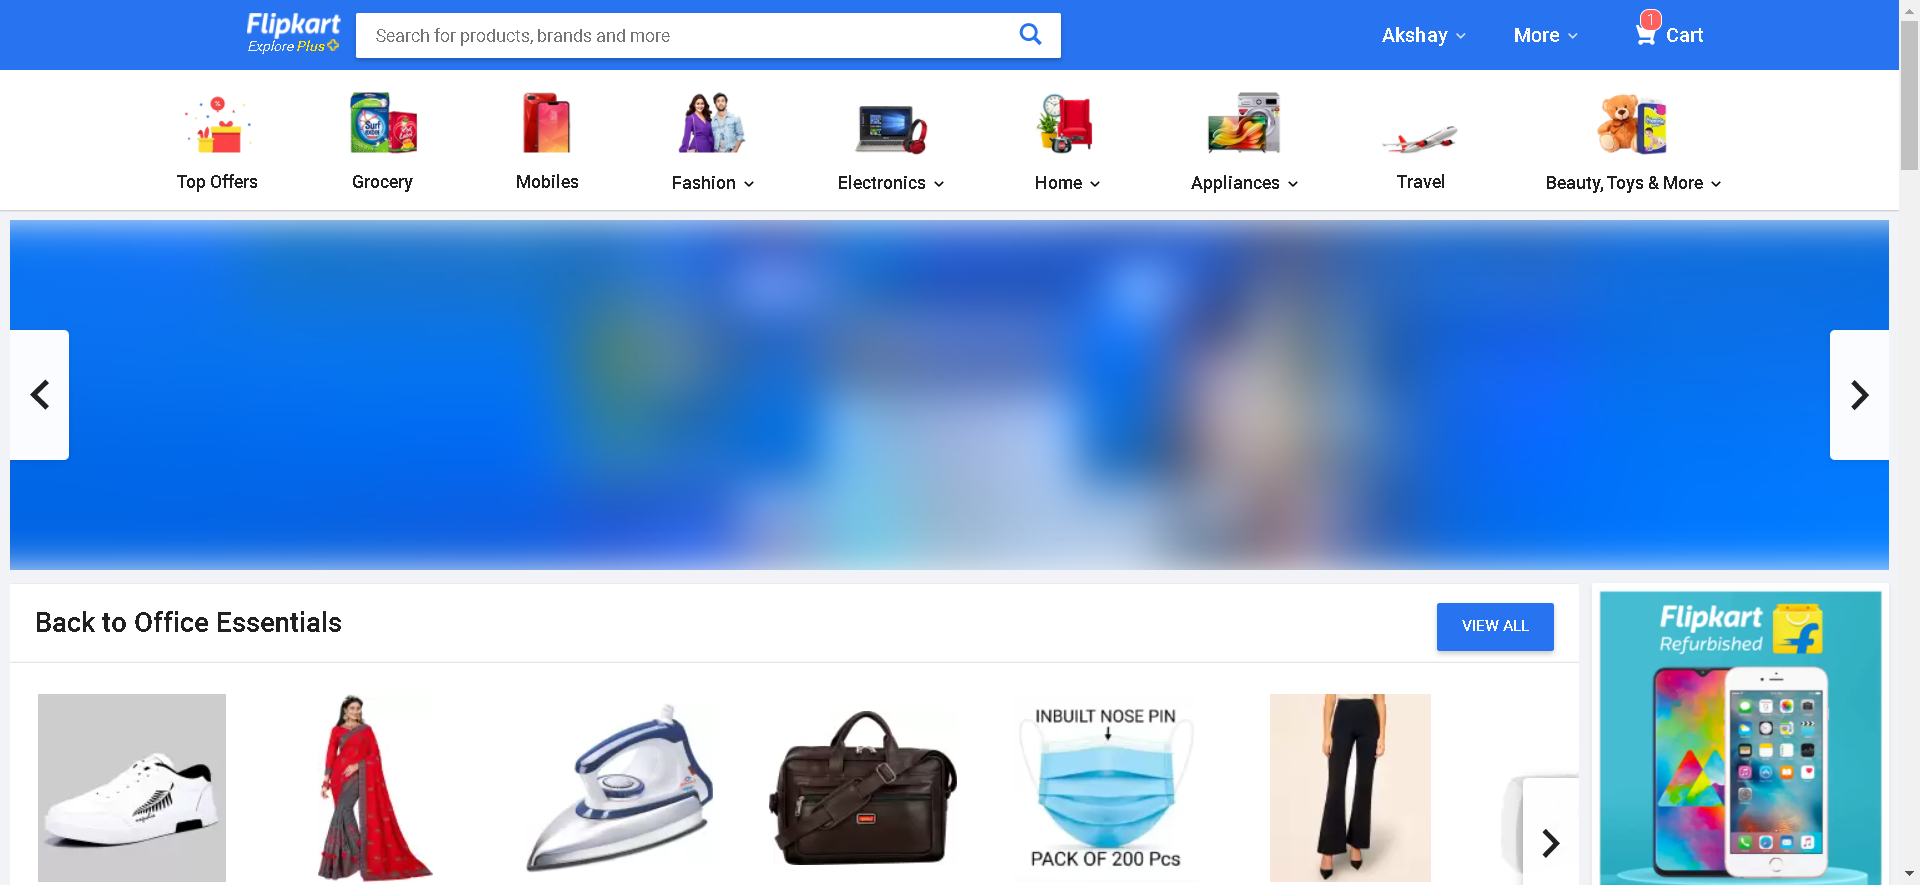 Flipkart
Explore Plus
Search for products, brands and more
Akshay
More
1
Cart
Top Offers
Grocery
Mobiles
Fashion
Electronics
Home
Appliances
Travel
Beauty, Toys & More
Back to Office Essentials
VIEW ALL
Flipkart
Refurbished
INBUILT NOSE PIN
PACK OF 200 Pcs